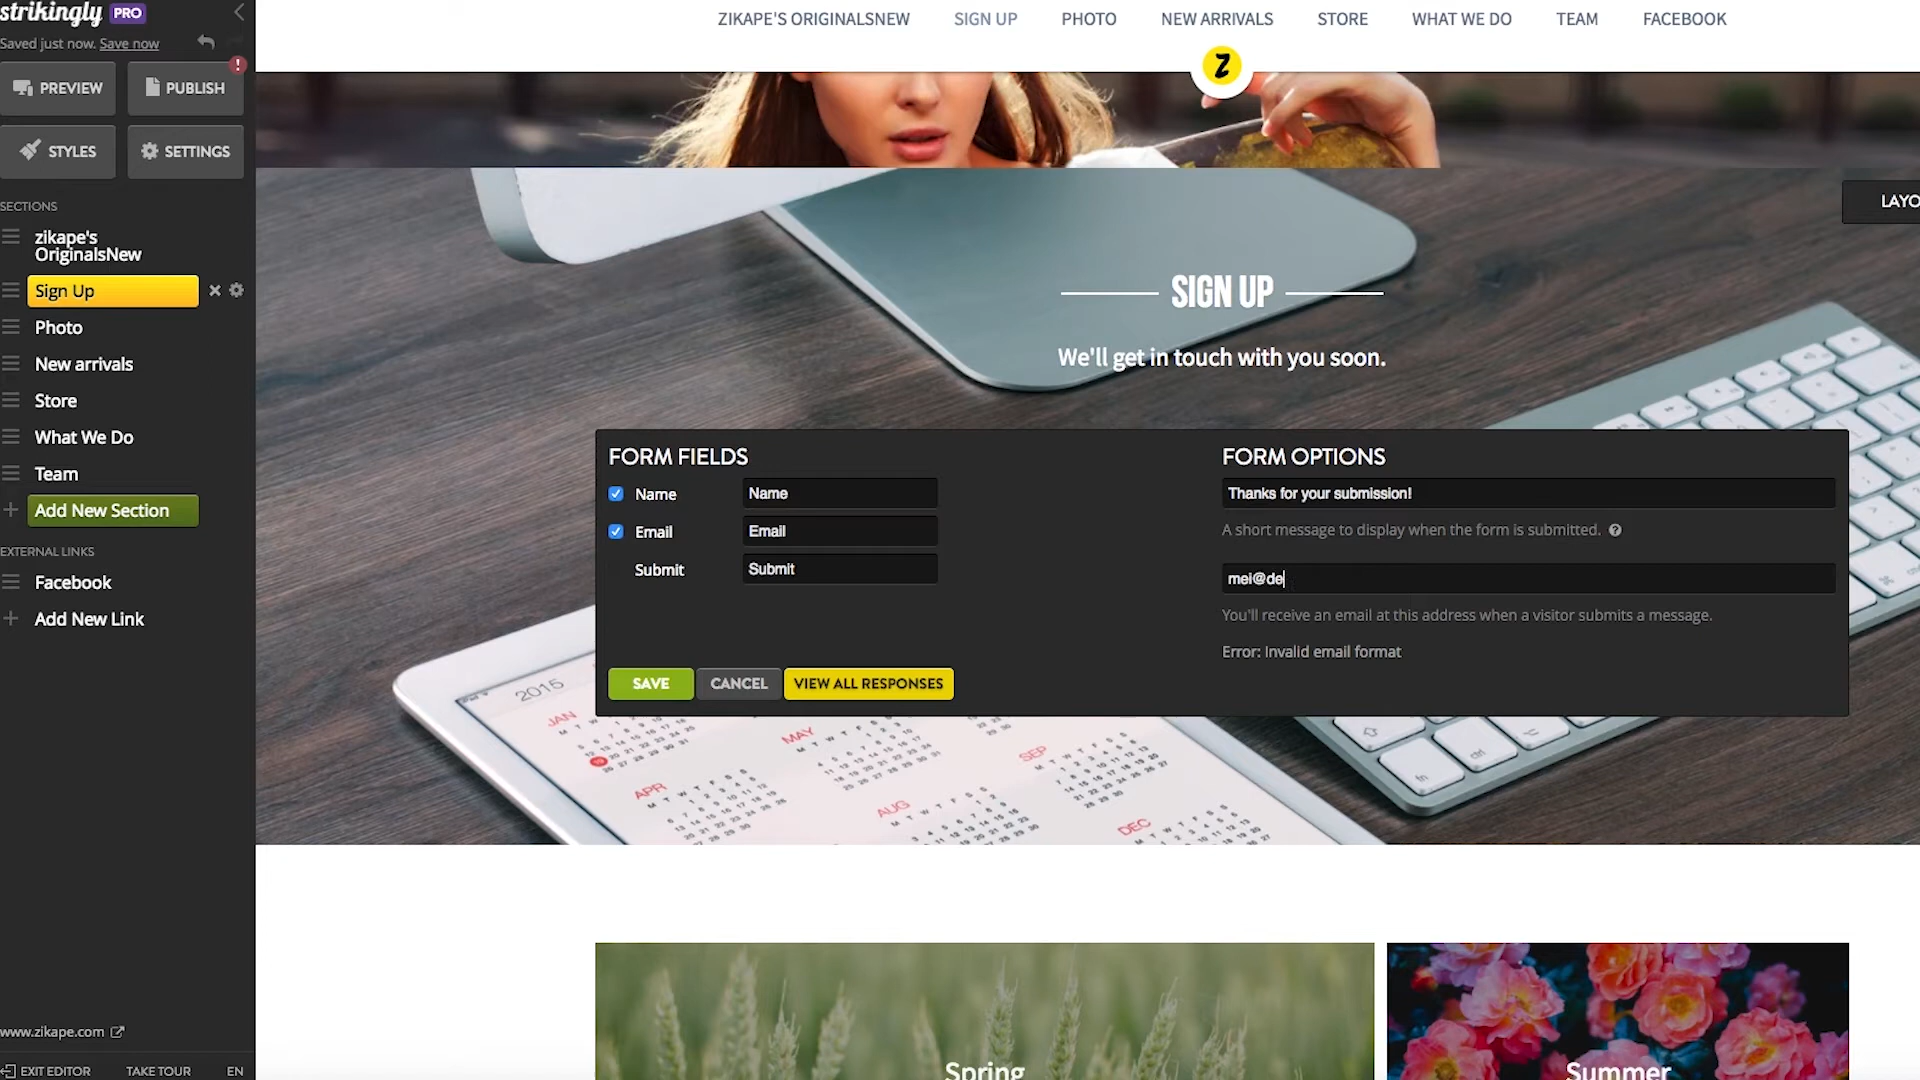 strikingly PRO
Saved just now. Save now
!
PREVIEW
PUBLISH
STYLES
SETTINGS
SECTIONS
zikape's
OriginalsNew
Sign Up
Photo
New arrivals
Store
What We Do
Team
Add New Section
EXTERNAL LINKS
Facebook
Add New Link
www.zikape.com
EXIT EDITOR
TAKE TOUR
EN
ZIKAPE'S ORIGINALSNEW
SIGN UP
PHOTO
NEW ARRIVALS
STORE
WHAT WE DO
TEAM
FACEBOOK
Z
LAYO
SIGN UP
We'll get in touch with you soon.
FORM FIELDS
Name
Name
Email
Email
Submit
Submit
SAVE
CANCEL
VIEW ALL RESPONSES
FORM OPTIONS
Thanks for your submission!
A short message to display when the form is submitted. ?
mei@de
You'll receive an email at this address when a visitor submits a message.
Error: Invalid email format
2015
JAN
MAY
SEP
APR
AUG
DEC
Spring
Summer